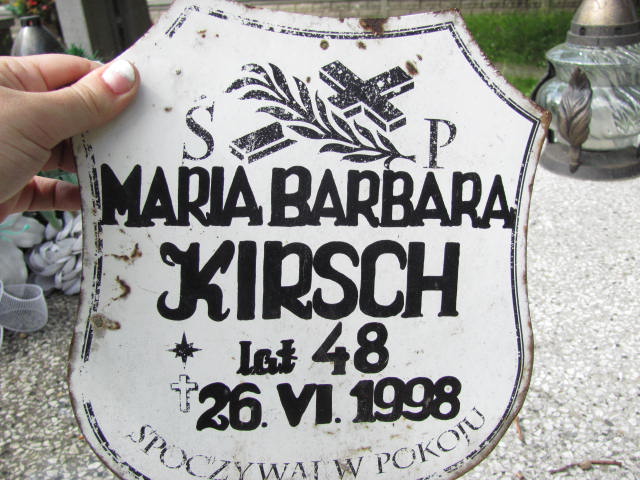 Ś P
MARIA BARBARA
KIRSCH
lat 48
26. VI. 1998
SPOCZYWAJ W POKOJU